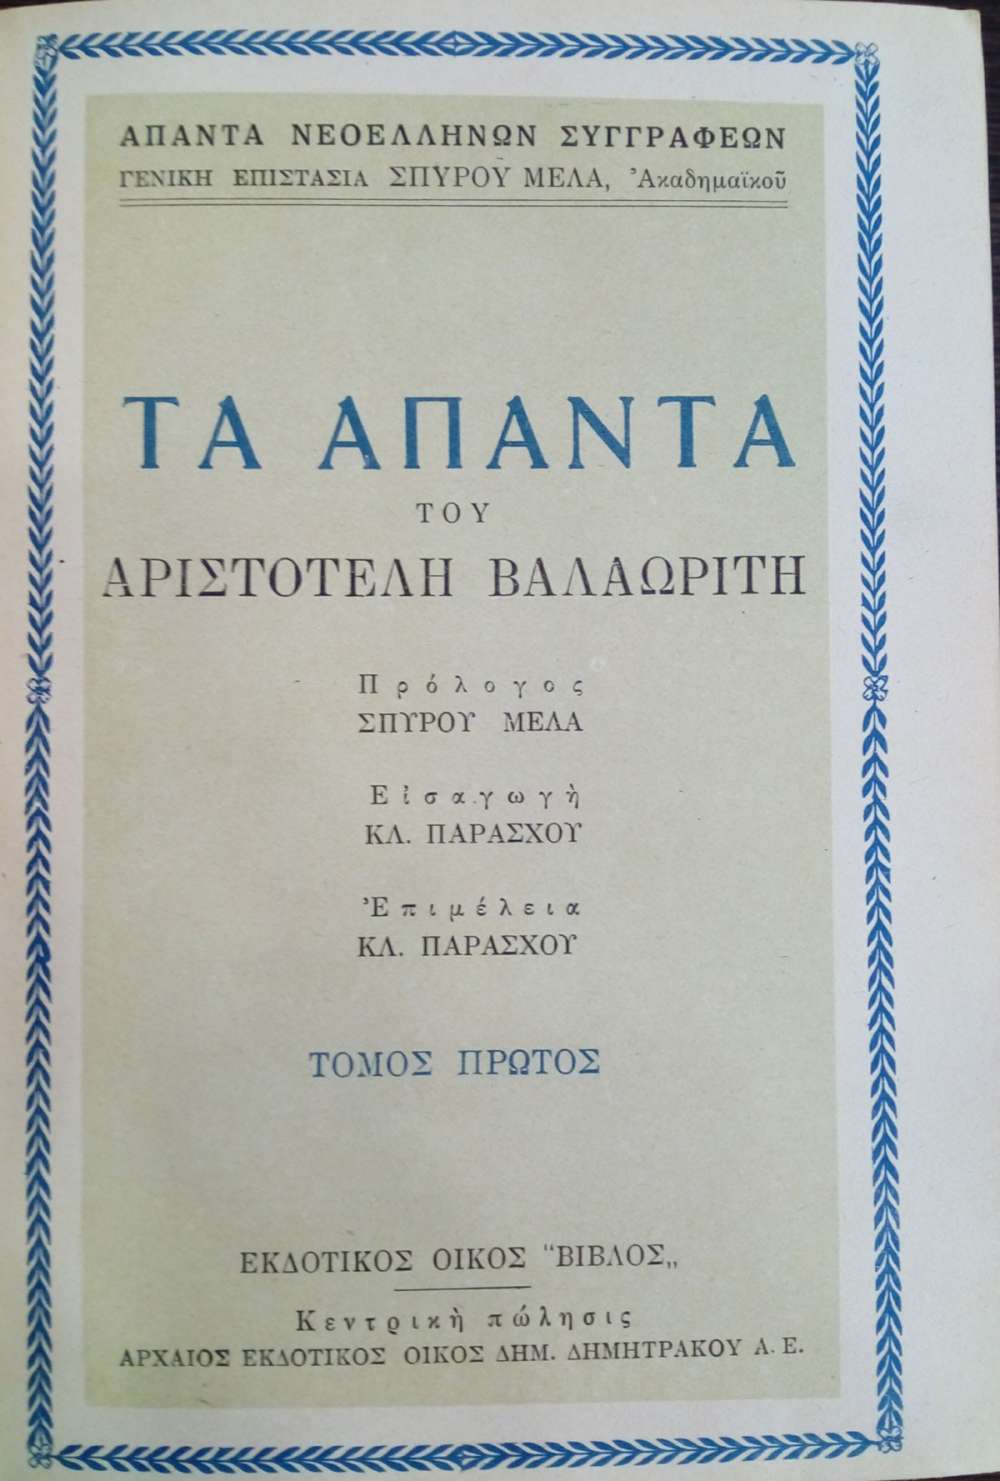 ΑΠΑΝΤΑ ΝΕΟΕΛΛΗΝΩΝ ΣΥΓΓΡΑΦΕΩΝ
ΓΕΝΙΚΗ ΕΠΙΣΤΑΣΙΑ ΣΠΥΡΟΥ ΜΕΛΑ, Ἀκαδημαϊκοῦ
ΤΑ ΑΠΑΝΤΑ
ΤΟΥ
ΑΡΙΣΤΟΤΕΛΗ ΒΑΛΑΩΡΙΤΗ
Πρόλογος
ΣΠΥΡΟΥ ΜΕΛΑ
Εἰσαγωγὴ
ΚΛ. ΠΑΡΑΣΧΟΥ
Ἐπιμέλεια
ΚΛ. ΠΑΡΑΣΧΟΥ
ΤΟΜΟΣ ΠΡΩΤΟΣ
ΕΚΔΟΤΙΚΟΣ ΟΙΚΟΣ "ΒΙΒΛΟΣ„
Κεντρικὴ πώλησις
ΑΡΧΑΙΟΣ ΕΚΔΟΤΙΚΟΣ ΟΙΚΟΣ ΔΗΜ. ΔΗΜΗΤΡΑΚΟΥ Α. Ε.